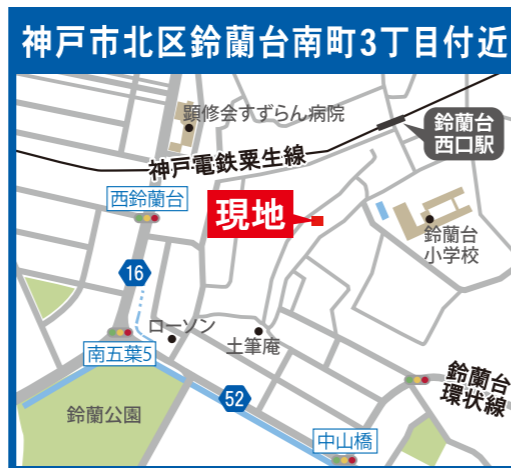 神戸市北区鈴蘭台南町3丁目付近
顕修会すずらん病院
鈴蘭台
西口駅
神戸電鉄粟生線
西鈴蘭台
現地
鈴蘭台
小学校
16
ローソン
土筆庵
南五葉5
鈴蘭台
環状線
52
鈴蘭公園
中山橋